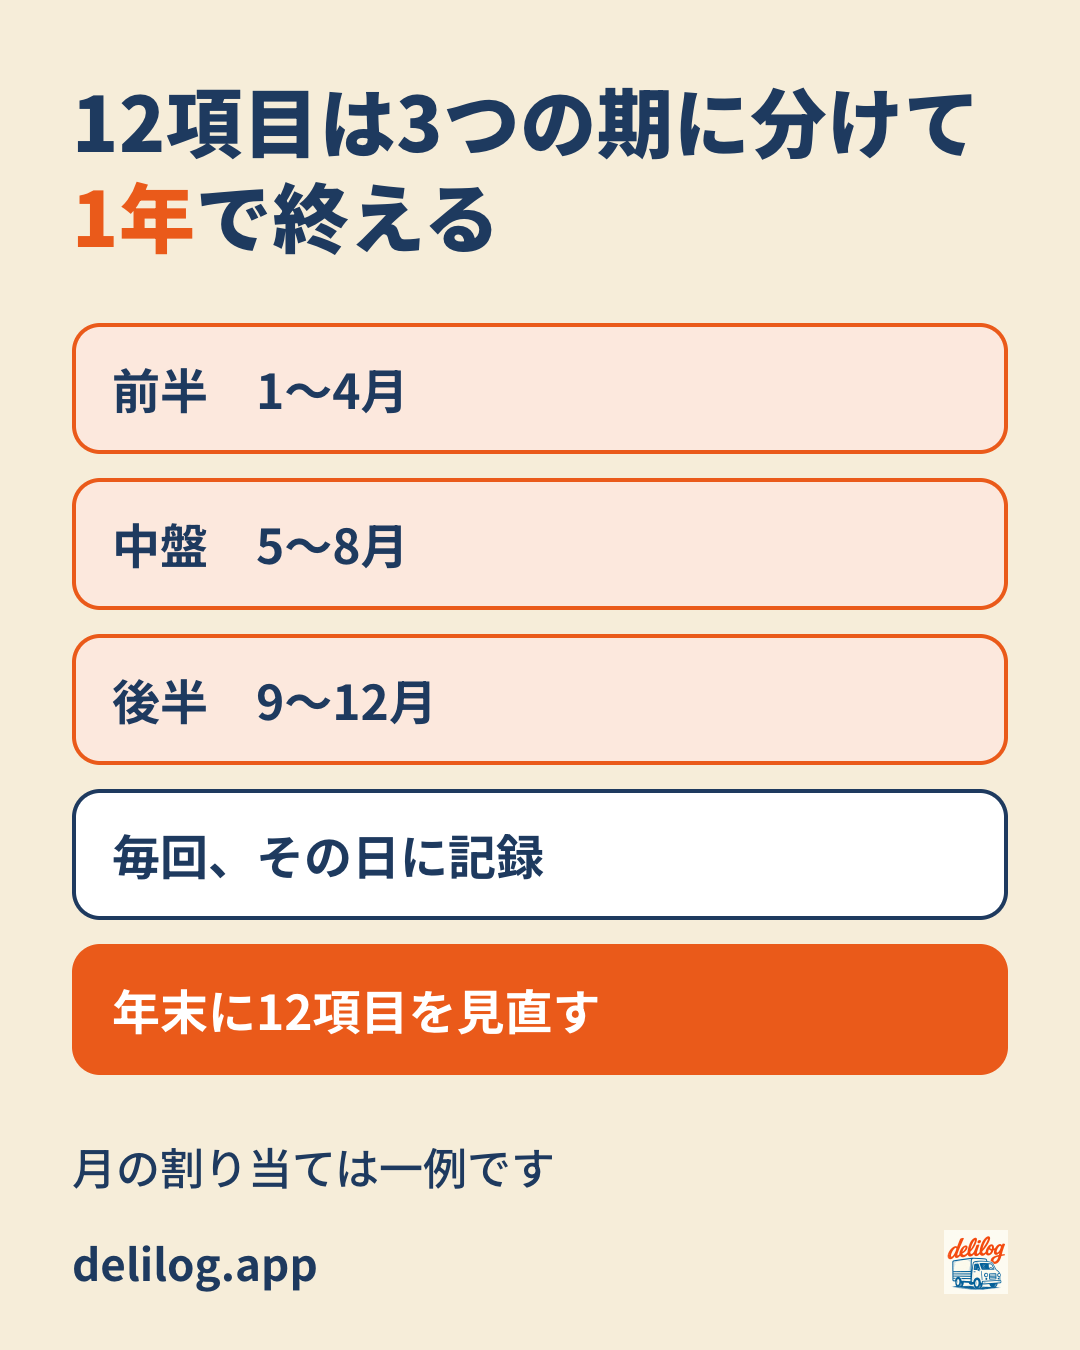 12項目は3つの期に分けて
1年で終える
前半　1〜4月
中盤　5〜8月
後半　9〜12月
毎回、その日に記録
年末に12項目を見直す
月の割り当ては一例です
delilog.app
delilog